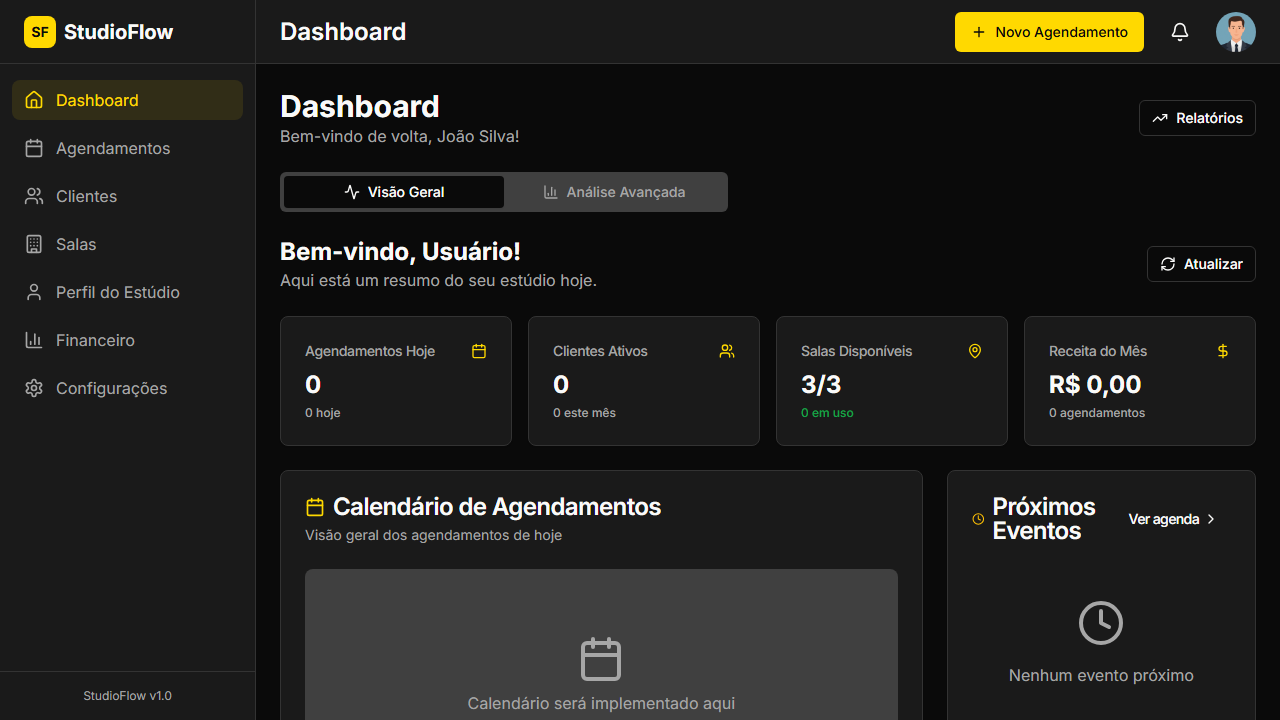 SF StudioFlow
Dashboard
Novo Agendamento
Dashboard
Agendamentos
Clientes
Salas
Perfil do Estúdio
Financeiro
Configurações
StudioFlow v1.0
Dashboard
Bem-vindo de volta, João Silva!
Relatórios
Visão Geral
Análise Avançada
Bem-vindo, Usuário!
Aqui está um resumo do seu estúdio hoje.
Atualizar
Agendamentos Hoje
0
0 hoje
Clientes Ativos
0
0 este mês
Salas Disponíveis
3/3
0 em uso
Receita do Mês
R$ 0,00
0 agendamentos
Calendário de Agendamentos
Visão geral dos agendamentos de hoje
Calendário será implementado aqui
Próximos
Eventos
Ver agenda
Nenhum evento próximo